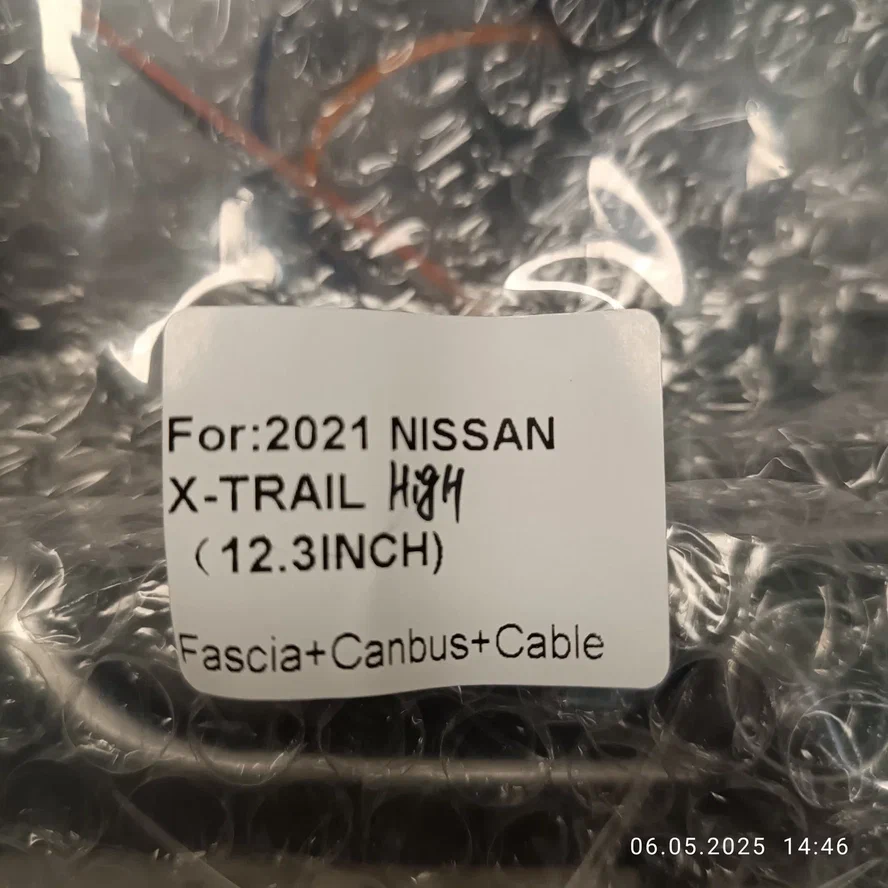 For:2021 NISSAN
X-TRAIL HigH
（12.3INCH)
Fascia+Canbus+Cable
06.05.2025 14:46